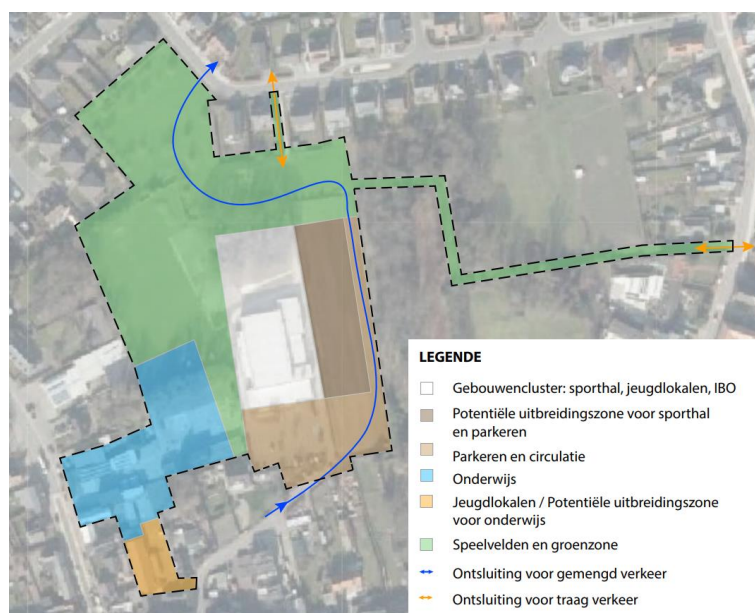 LEGENDE
Gebouwencluster: sporthal, jeugdlokalen, IBO
Potentiële uitbreidingszone voor sporthal
en parkeren
Parkeren en circulatie
Onderwijs
Jeugdlokalen / Potentiële uitbreidingszone
voor onderwijs
Speelvelden en groenzone
Ontsluiting voor gemengd verkeer
Ontsluiting voor traag verkeer